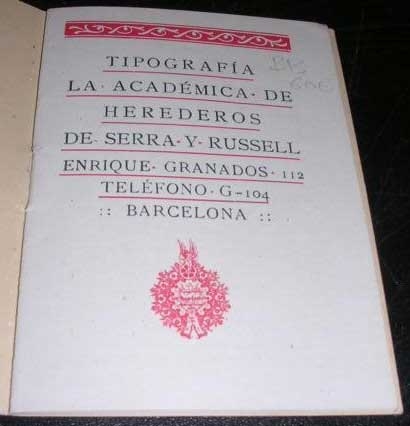 TIPOGRAFÍA
LA · ACADÉMICA · DE
HEREDEROS
DE · SERRA · Y · RUSSELL
ENRIQUE · GRANADOS · 112
TELÉFONO · G-104
:: BARCELONA ::